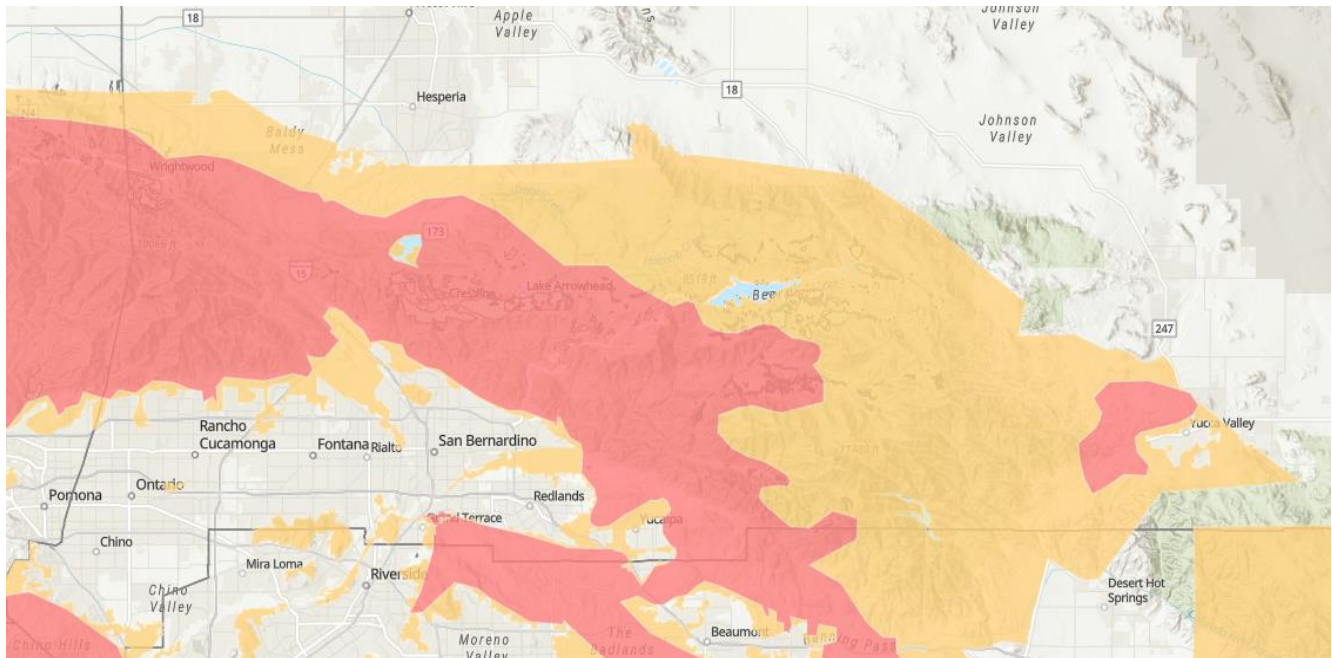 18
Apple
Valley
Johnson
Valley
18
Hesperia
Johnson
Valley
Baldy
Mesa
Wrightwood
173
15
Crestline
Lake Arrowhead
247
Yucca Valley
Rancho
Cucamonga
Fontana
Rialto
San Bernardino
Ontario
Pomona
Redlands
Yucaipa
Grand Terrace
Chino
Mira Loma
Riverside
Desert Hot
Springs
Chino
Valley
Chino Hills
Moreno
Valley
The
Badlands
Beaumont
Banning Pass